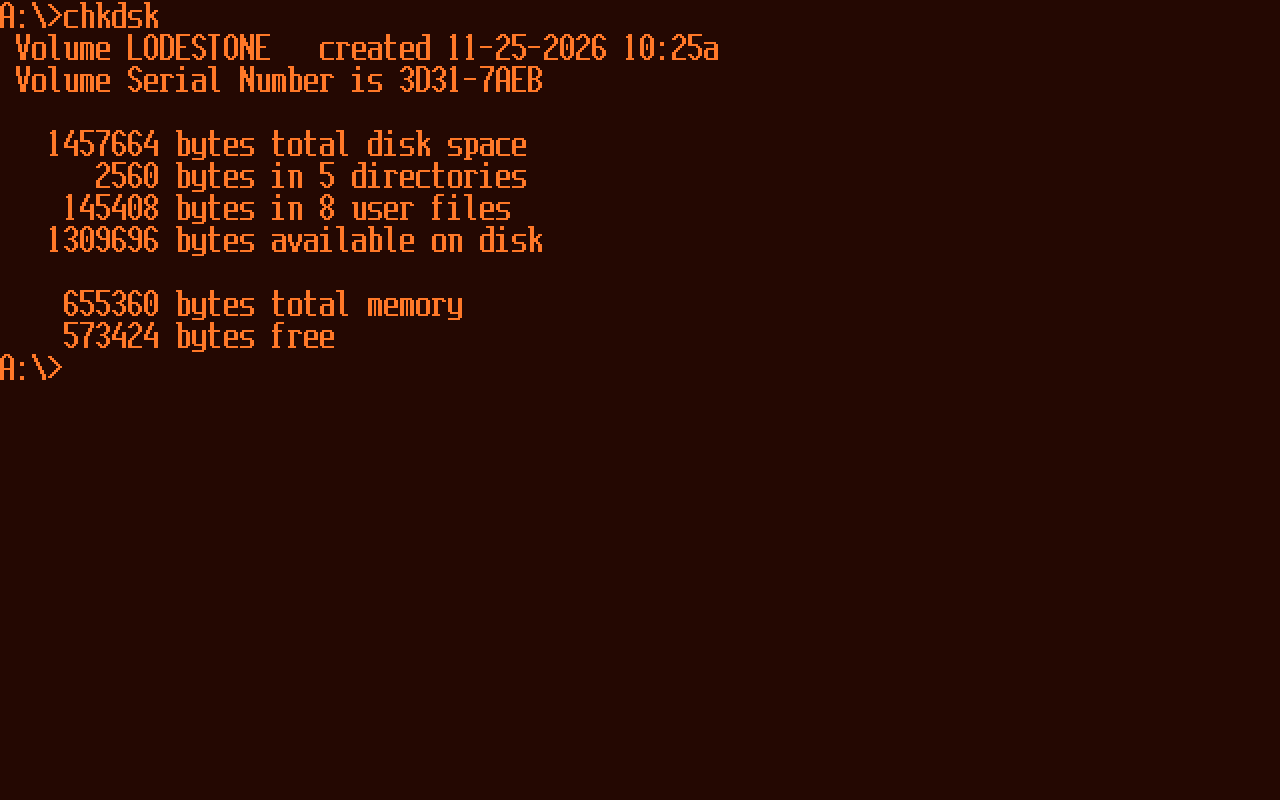 A:\>chkdsk
 Volume LODESTONE   created 11-25-2026 10:25a
 Volume Serial Number is 3D31-7AEB

   1457664 bytes total disk space
      2560 bytes in 5 directories
    145408 bytes in 8 user files
   1309696 bytes available on disk

    655360 bytes total memory
    573424 bytes free
A:\>